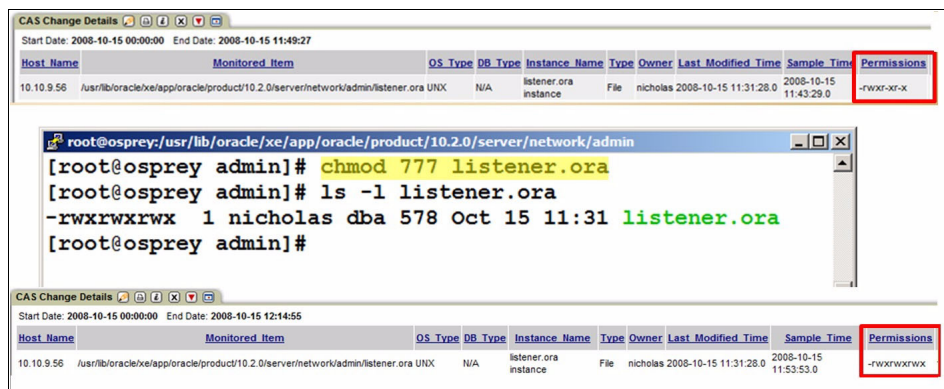 CAS Change Details
Start Date: 2008-10-15 00:00:00 End Date: 2008-10-15 11:49:27
Host Name Monitored Item OS Type DB Type Instance Name Type Owner Last Modified Time Sample Time Permissions
10.10.9.56 /usr/lib/oracle/xe/app/oracle/product/10.2.0/server/network/admin/listener.ora UNX N/A listener.ora instance File nicholas 2008-10-15 11:31:28.0 2008-10-15 11:43:29.0 -rwxr-xr-x
root@osprey:/usr/lib/oracle/xe/app/oracle/product/10.2.0/server/network/admin
[root@osprey admin]# chmod 777 listener.ora
[root@osprey admin]# ls -l listener.ora
-rwxrwxrwx 1 nicholas dba 578 Oct 15 11:31 listener.ora
[root@osprey admin]#
CAS Change Details
Start Date: 2008-10-15 00:00:00 End Date: 2008-10-15 12:14:55
Host Name Monitored Item OS Type DB Type Instance Name Type Owner Last Modified Time Sample Time Permissions
10.10.9.56 /usr/lib/oracle/xe/app/oracle/product/10.2.0/server/network/admin/listener.ora UNX N/A listener.ora instance File nicholas 2008-10-15 11:31:28.0 2008-10-15 11:53:53.0 -rwxrwxrwx